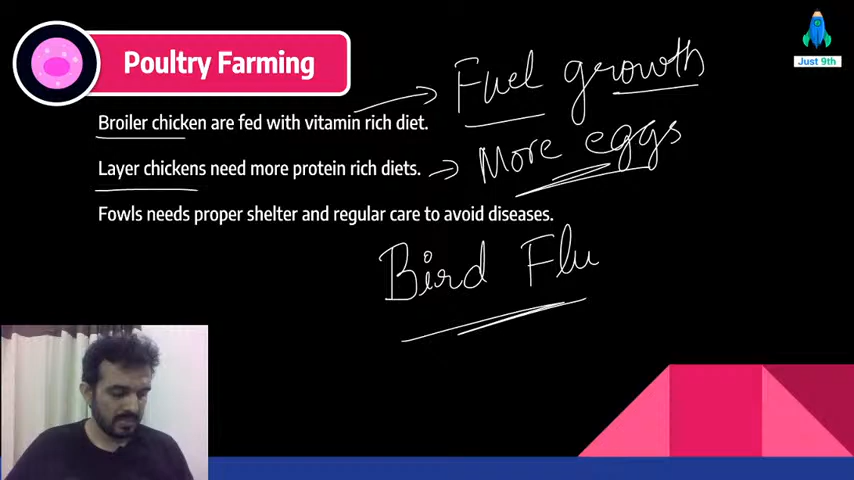 Poultry Farming
Just 9th
Fuel growth
Broiler chicken are fed with vitamin rich diet.
More eggs
Layer chickens need more protein rich diets.
Fowls needs proper shelter and regular care to avoid diseases.
Bird Flu